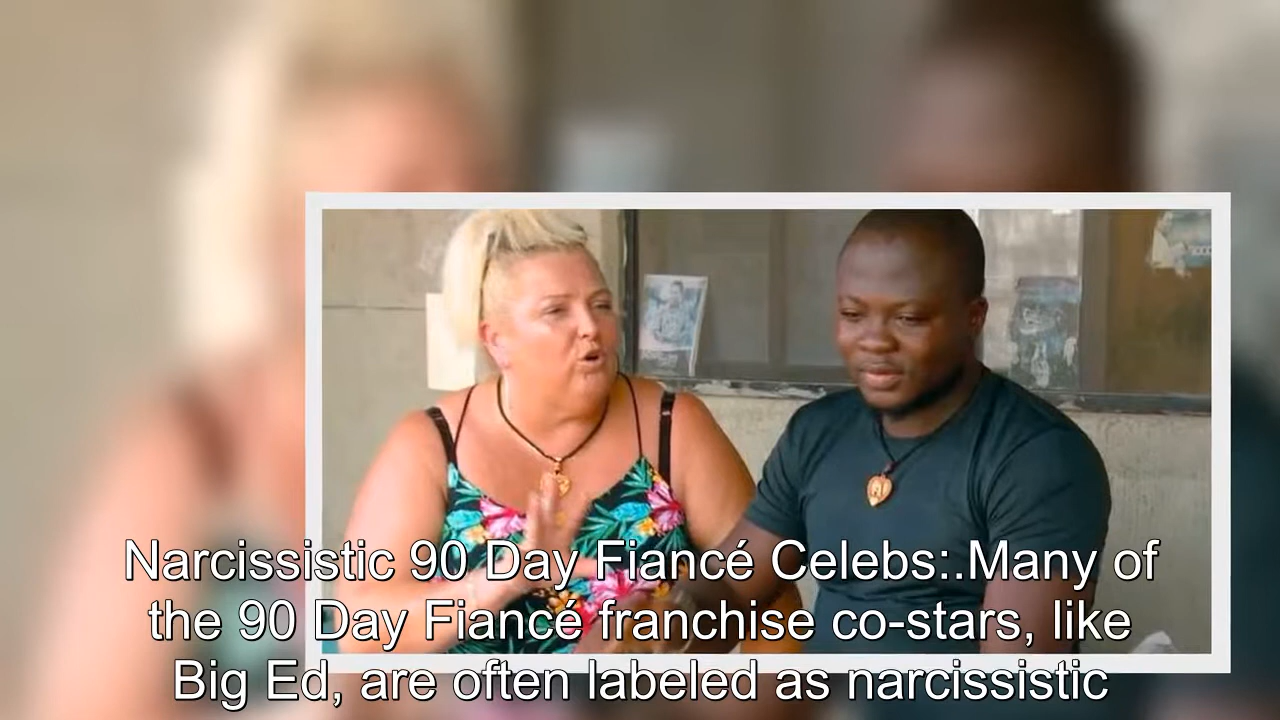 Narcissistic 90 Day Fiancé Celebs:.Many of
the 90 Day Fiancé franchise co-stars, like
Big Ed, are often labeled as narcissistic